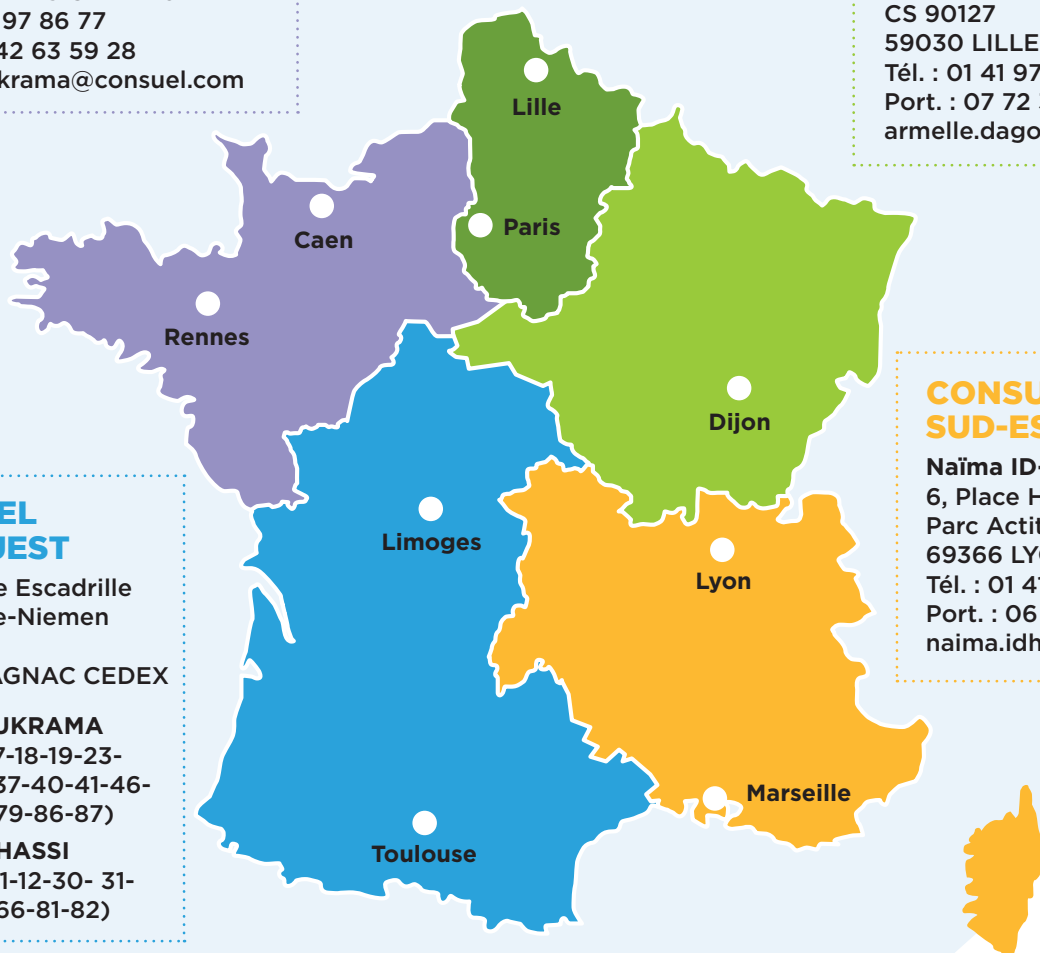 97 86 77
42 63 59 28
krama@consuel.com
CS 90127
59030 LILLE
Tél. : 01 41 97
Port. : 07 72
armelle.dago
Lille
Paris
Caen
Rennes
Dijon
Limoges
Lyon
Marseille
Toulouse
CONSU
SUD-ES
Naïma ID-
6, Place H
Parc Actit
69366 LYO
Tél. : 01 41
Port. : 06
naima.idh
EL
UEST
e Escadrille
e-Niemen
AGNAC CEDEX
UKRAMA
7-18-19-23-
37-40-41-46-
79-86-87)
HASSI
1-12-30- 31-
66-81-82)